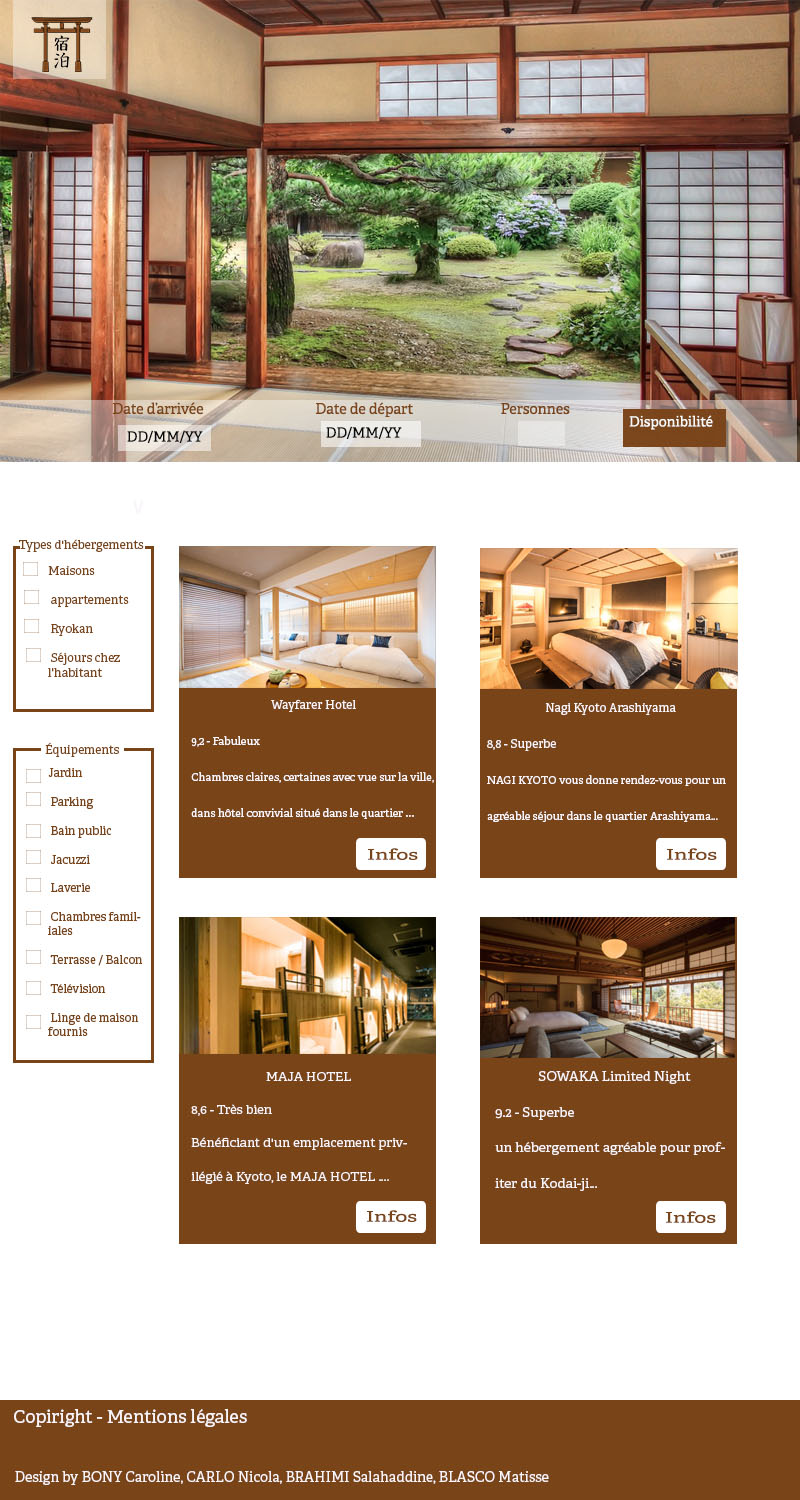 宿
泊
Date d'arrivée
Date de départ
Personnes
Disponibilité
DD/MM/YY
DD/MM/YY
V
Types d'hébergements
Maisons
appartements
Ryokan
Séjours chez
l'habitant
Équipements
Jardin
Parking
Bain public
Jacuzzi
Laverie
Chambres famil-
iales
Terrasse / Balcon
Télévision
Linge de maison
fournis
Wayfarer Hotel
9,2 - Fabuleux
Chambres claires, certaines avec vue sur la ville,
dans hôtel convivial situé dans le quartier ...
Infos
Nagi Kyoto Arashiyama
8,8 - Superbe
NAGI KYOTO vous donne rendez-vous pour un
agréable séjour dans le quartier Arashiyama...
Infos
MAJA HOTEL
8,6 - Très bien
Bénéficiant d'un emplacement priv-
ilégié à Kyoto, le MAJA HOTEL ....
Infos
SOWAKA Limited Night
9.2 - Superbe
un hébergement agréable pour prof-
iter du Kodai-ji...
Infos
Copiright - Mentions légales
Design by BONY Caroline, CARLO Nicola, BRAHIMI Salahaddine, BLASCO Matisse